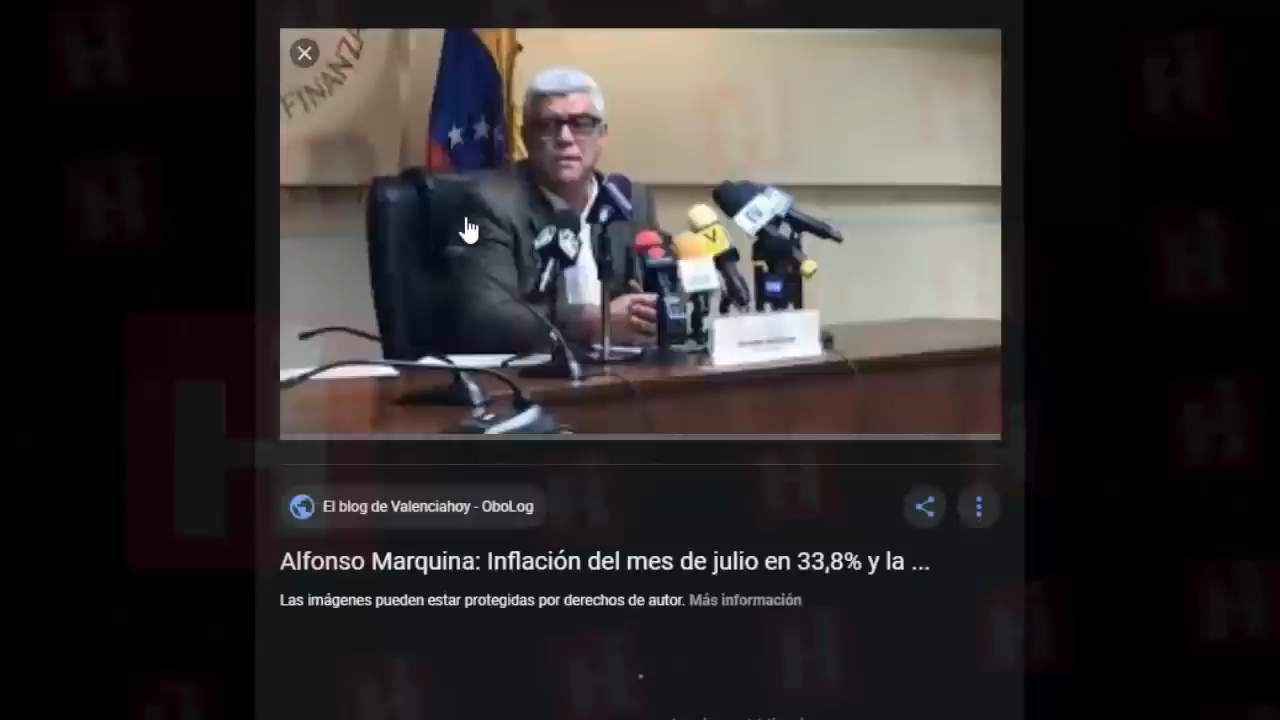 FINANZA
El blog de Valenciahoy - OboLog
Alfonso Marquina: Inflación del mes de julio en 33,8% y la ...
Las imágenes pueden estar protegidas por derechos de autor. Más información